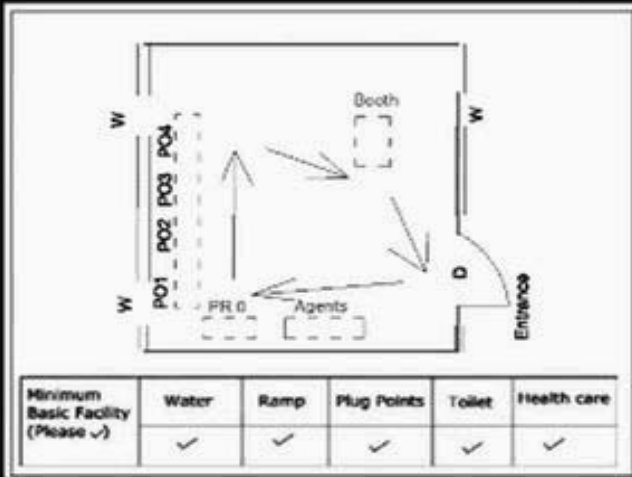 Booth
W
W
PO4
PO3
PO2
PO1
W
D
Entrance
PR 0
Agents
Minimum
Basic Facility
(Please ✓)
Water
Ramp
Plug Points
Toilet
Health care
✓
✓
✓
✓
✓